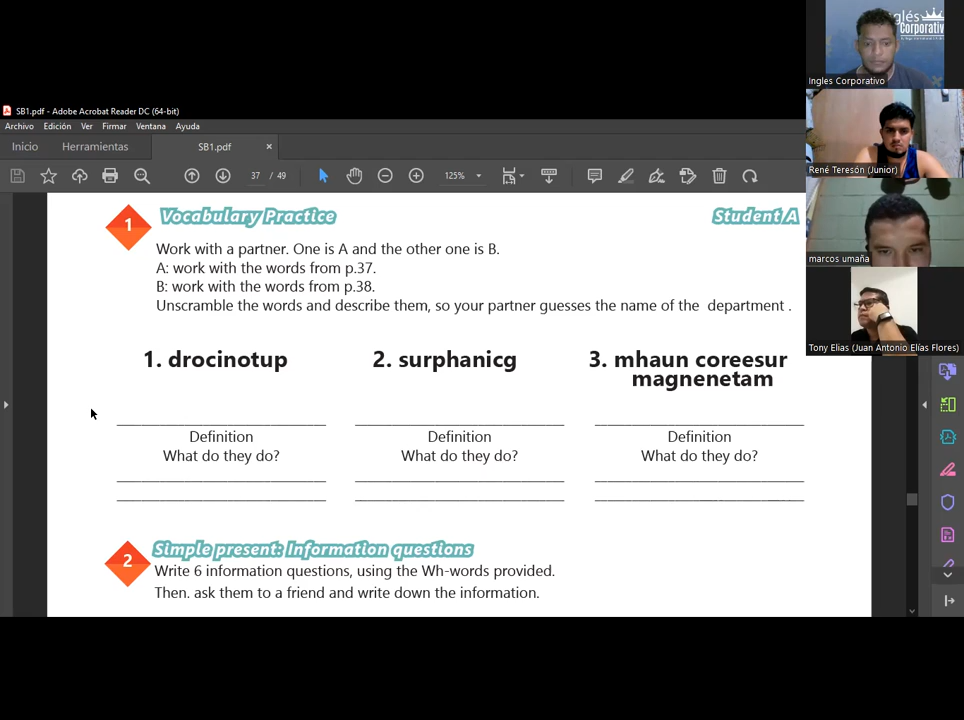 SB1.pdf - Adobe Acrobat Reader DC (64-bit)
Archivo Edición Ver Firmar Ventana Ayuda
Inicio Herramientas SB1.pdf ×
37 / 49 125%
1 Vocabulary Practice Student A
Work with a partner. One is A and the other one is B.
A: work with the words from p.37.
B: work with the words from p.38.
Unscramble the words and describe them, so your partner guesses the name of the department .
1. drocinotup 2. surphanicg 3. mhaun coreesur
magnenetam
Definition Definition Definition
What do they do? What do they do? What do they do?
2 Simple present: Information questions
Write 6 information questions, using the Wh-words provided.
Then. ask them to a friend and write down the information.
Inglés
Corporativo
Ingles Corporativo
René Teresón (Junior)
marcos umaña
Tony Elias (Juan Antonio Elías Flores)